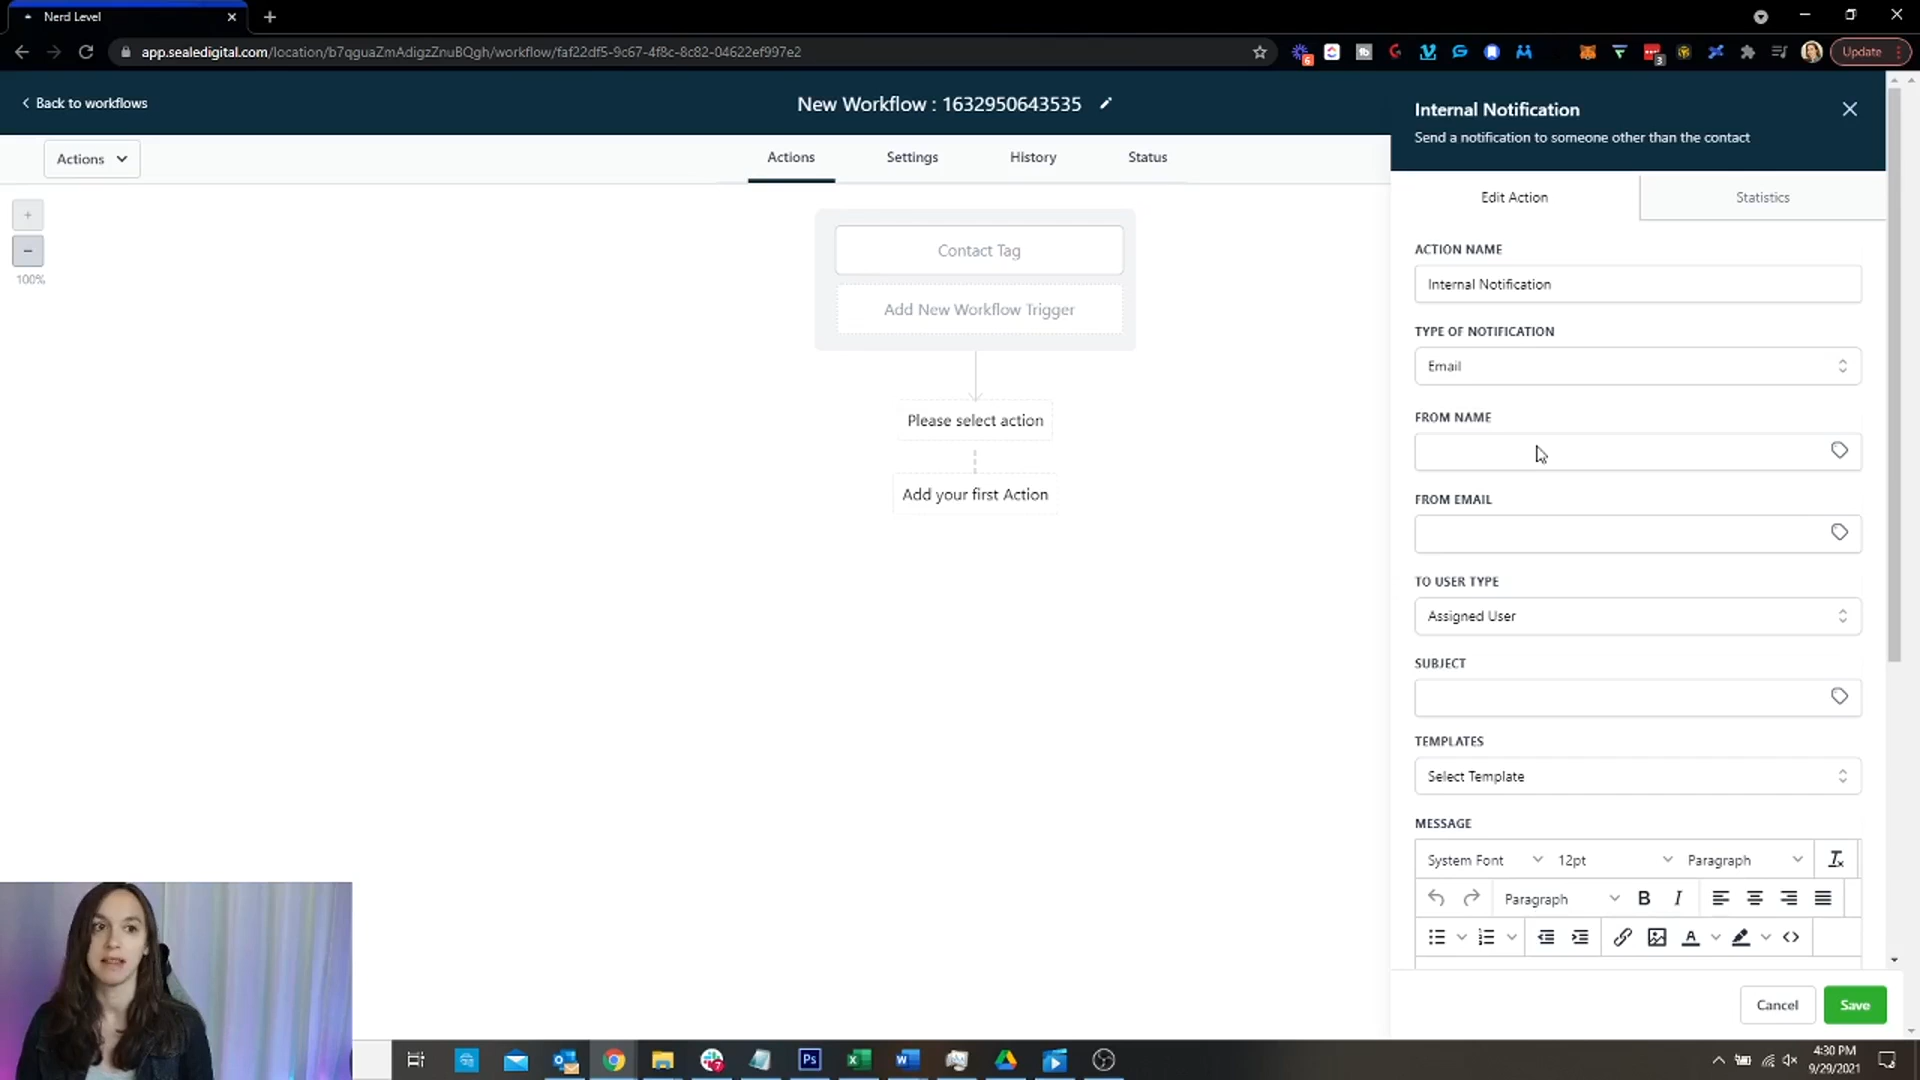 Nerd Level
app.sealedigital.com/location/b7qguaZmAdigzZnuBQgh/workflow/faf22df5-9c67-4f8c-8c82-04622ef997e2
6
3
Update
Back to workflows
New Workflow : 1632950643535
Actions
Actions
Settings
History
Status
100%
Contact Tag
Add New Workflow Trigger
Please select action
Add your first Action
Internal Notification
Send a notification to someone other than the contact
Edit Action
Statistics
ACTION NAME
Internal Notification
TYPE OF NOTIFICATION
Email
FROM NAME
FROM EMAIL
TO USER TYPE
Assigned User
SUBJECT
TEMPLATES
Select Template
MESSAGE
System Font
12pt
Paragraph
Paragraph
B
I
A
Cancel
Save
Ps
4:30 PM
9/29/2021